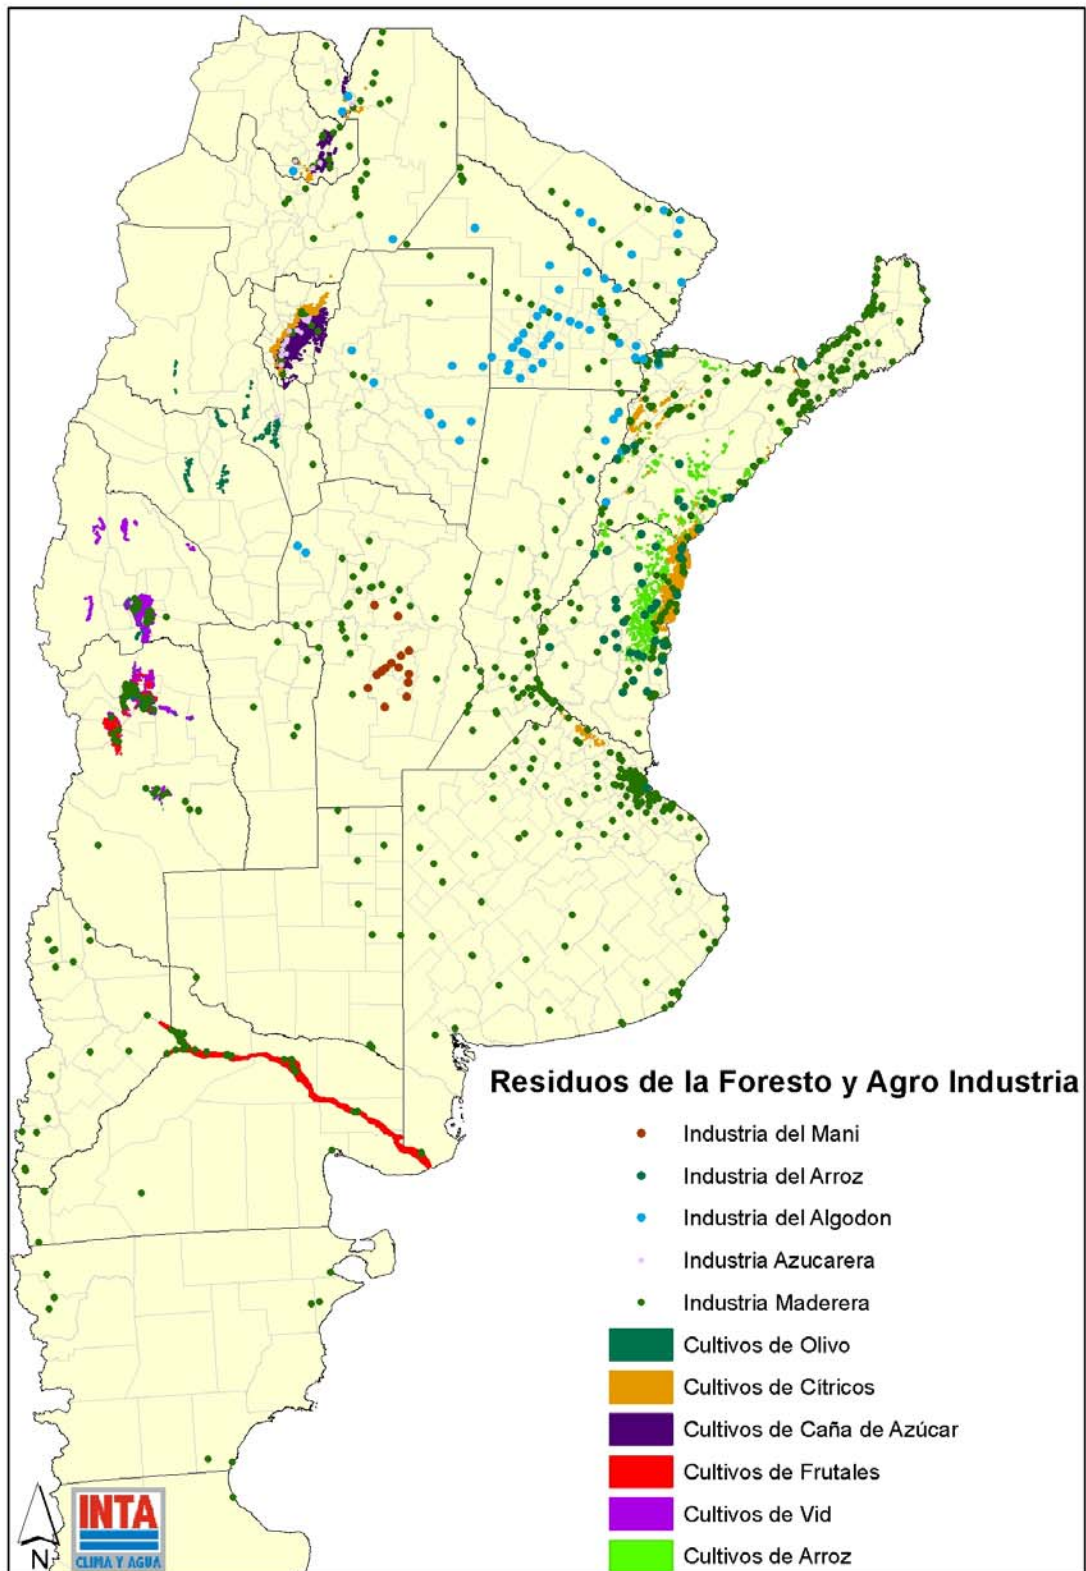 Residuos de la Foresto y Agro Industria
Industria del Mani
Industria del Arroz
Industria del Algodon
Industria Azucarera
Industria Maderera
Cultivos de Olivo
Cultivos de Cítricos
Cultivos de Caña de Azúcar
Cultivos de Frutales
Cultivos de Vid
Cultivos de Arroz
N
INTA
CLIMA Y AGUA